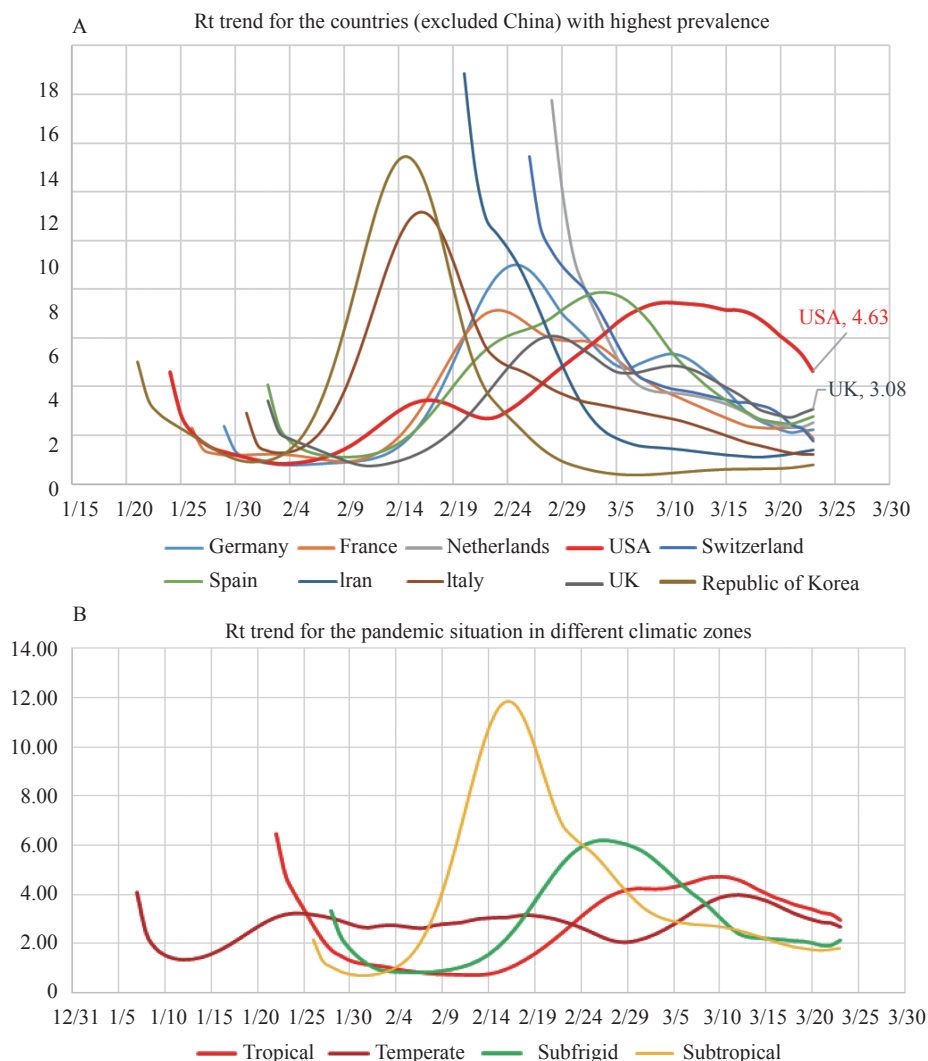 A
Rt trend for the countries (excluded China) with highest prevalence
18
16
14
12
10
8
6
4
2
0
USA, 4.63
UK, 3.08
1/15 1/20 1/25 1/30 2/4 2/9 2/14 2/19 2/24 2/29 3/5 3/10 3/15 3/20 3/25 3/30
Germany France Netherlands USA Switzerland
Spain Iran Italy UK Republic of Korea
B
Rt trend for the pandemic situation in different climatic zones
14.00
12.00
10.00
8.00
6.00
4.00
2.00
0
12/31 1/5 1/10 1/15 1/20 1/25 1/30 2/4 2/9 2/14 2/19 2/24 2/29 3/5 3/10 3/15 3/20 3/25 3/30
Tropical Temperate Subfrigid Subtropical